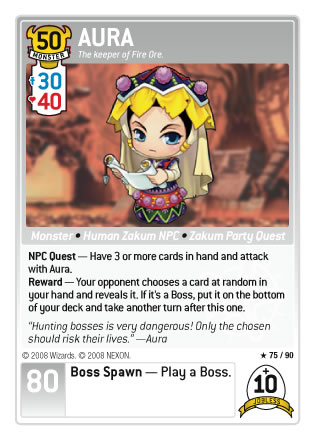 50
MONSTER
AURA
The keeper of Fire Ore.
30
40
Monster • Human Zakum NPC • Zakum Party Quest
NPC Quest — Have 3 or more cards in hand and attack
with Aura.
Reward — Your opponent chooses a card at random in
your hand and reveals it. If it's a Boss, put it on the bottom
of your deck and take another turn after this one.
"Hunting bosses is very dangerous! Only the chosen
should risk their lives." —Aura
© 2008 Wizards. © 2008 NEXON.
★ 75 / 90
80
Boss Spawn — Play a Boss.
+
10
JOBLESS